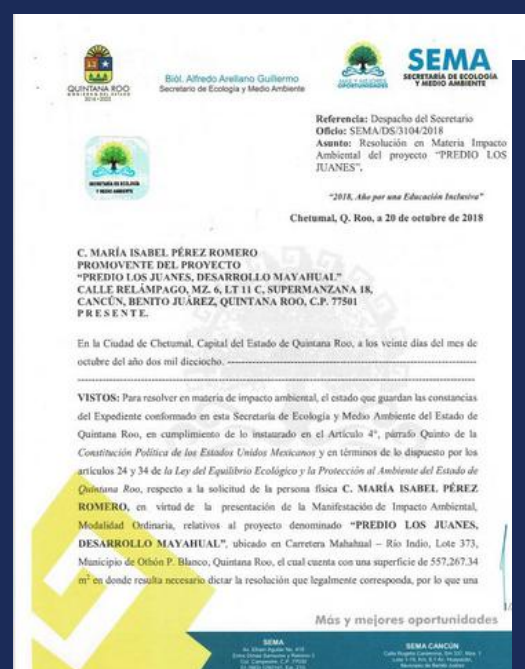 QUINTANA ROO
GOBIERNO DEL ESTADO
2016 - 2022
Biól. Alfredo Arellano Guillermo
Secretario de Ecología y Medio Ambiente
MÁS Y MEJORES
OPORTUNIDADES
SEMA
SECRETARÍA DE ECOLOGÍA
Y MEDIO AMBIENTE
Referencia: Despacho del Secretario
Oficio: SEMA/DS/3104/2018
Asunto: Resolución en Materia Impacto
Ambiental del proyecto "PREDIO LOS
JUANES".
SECRETARÍA DE ECOLOGÍA
Y MEDIO AMBIENTE
"2018, Año por una Educación Inclusiva"
Chetumal, Q. Roo, a 20 de octubre de 2018
C. MARÍA ISABEL PÉREZ ROMERO
PROMOVENTE DEL PROYECTO
"PREDIO LOS JUANES, DESARROLLO MAYAHUAL"
CALLE RELÁMPAGO, MZ. 6, LT 11 C, SUPERMANZANA 18,
CANCÚN, BENITO JUÁREZ, QUINTANA ROO, C.P. 77501
P R E S E N T E.
En la Ciudad de Chetumal, Capital del Estado de Quintana Roo, a los veinte días del mes de
octubre del año dos mil dieciocho. ---
VISTOS: Para resolver en materia de impacto ambiental, el estado que guardan las constancias
del Expediente conformado en esta Secretaría de Ecología y Medio Ambiente del Estado de
Quintana Roo, en cumplimiento de lo instaurado en el Artículo 4°, párrafo Quinto de la
Constitución Política de los Estados Unidos Mexicanos y en términos de lo dispuesto por los
artículos 24 y 34 de la Ley del Equilibrio Ecológico y la Protección al Ambiente del Estado de
Quintana Roo, respecto a la solicitud de la persona física C. MARÍA ISABEL PÉREZ
ROMERO, en virtud de la presentación de la Manifestación de Impacto Ambiental,
Modalidad Ordinaria, relativos al proyecto denominado "PREDIO LOS JUANES,
DESARROLLO MAYAHUAL", ubicado en Carretera Mahahual – Río Indio, Lote 373,
Municipio de Othón P. Blanco, Quintana Roo, el cual cuenta con una superficie de 557,267.34
m² en donde resulta necesario dictar la resolución que legalmente corresponda, por lo que una
Más y mejores oportunidades
SEMA
SEMA CANCÚN